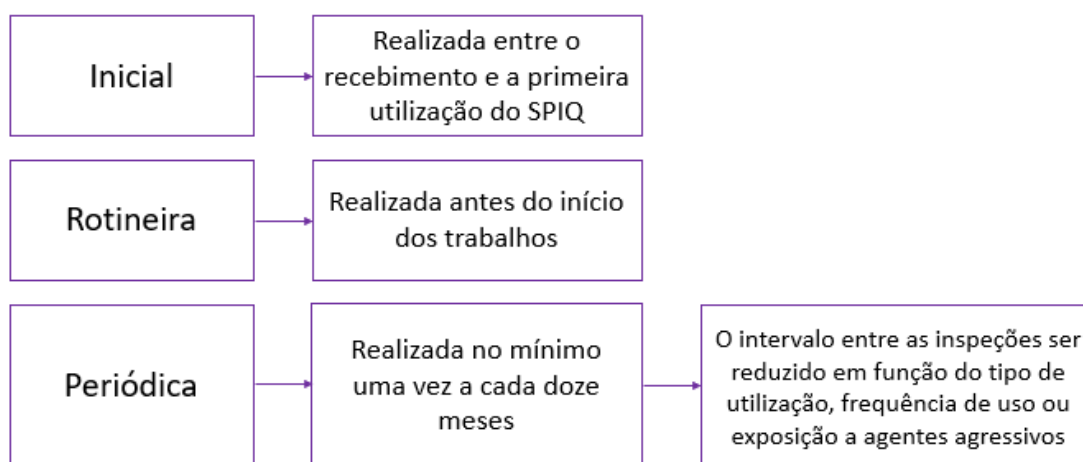 Inicial
Realizada entre o
recebimento e a primeira
utilização do SPIQ
Rotineira
Realizada antes do início
dos trabalhos
Periódica
Realizada no mínimo
uma vez a cada doze
meses
O intervalo entre as inspeções ser
reduzido em função do tipo de
utilização, frequência de uso ou
exposição a agentes agressivos